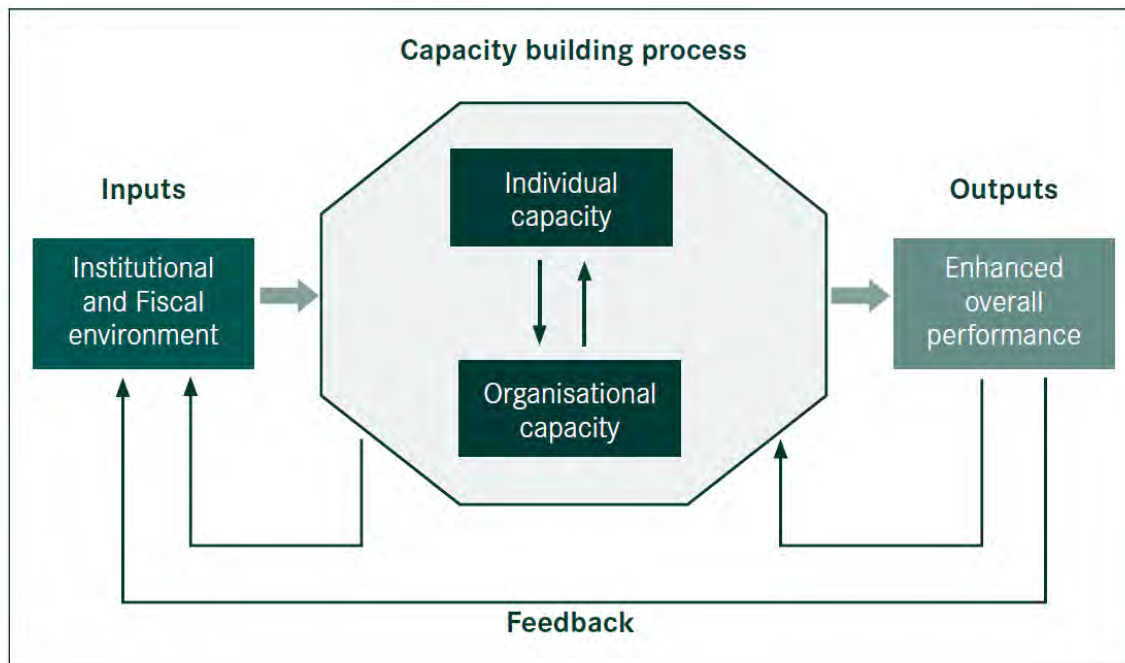 Capacity building process
Inputs
Institutional
and Fiscal
environment
Individual
capacity
Organisational
capacity
Outputs
Enhanced
overall
performance
Feedback